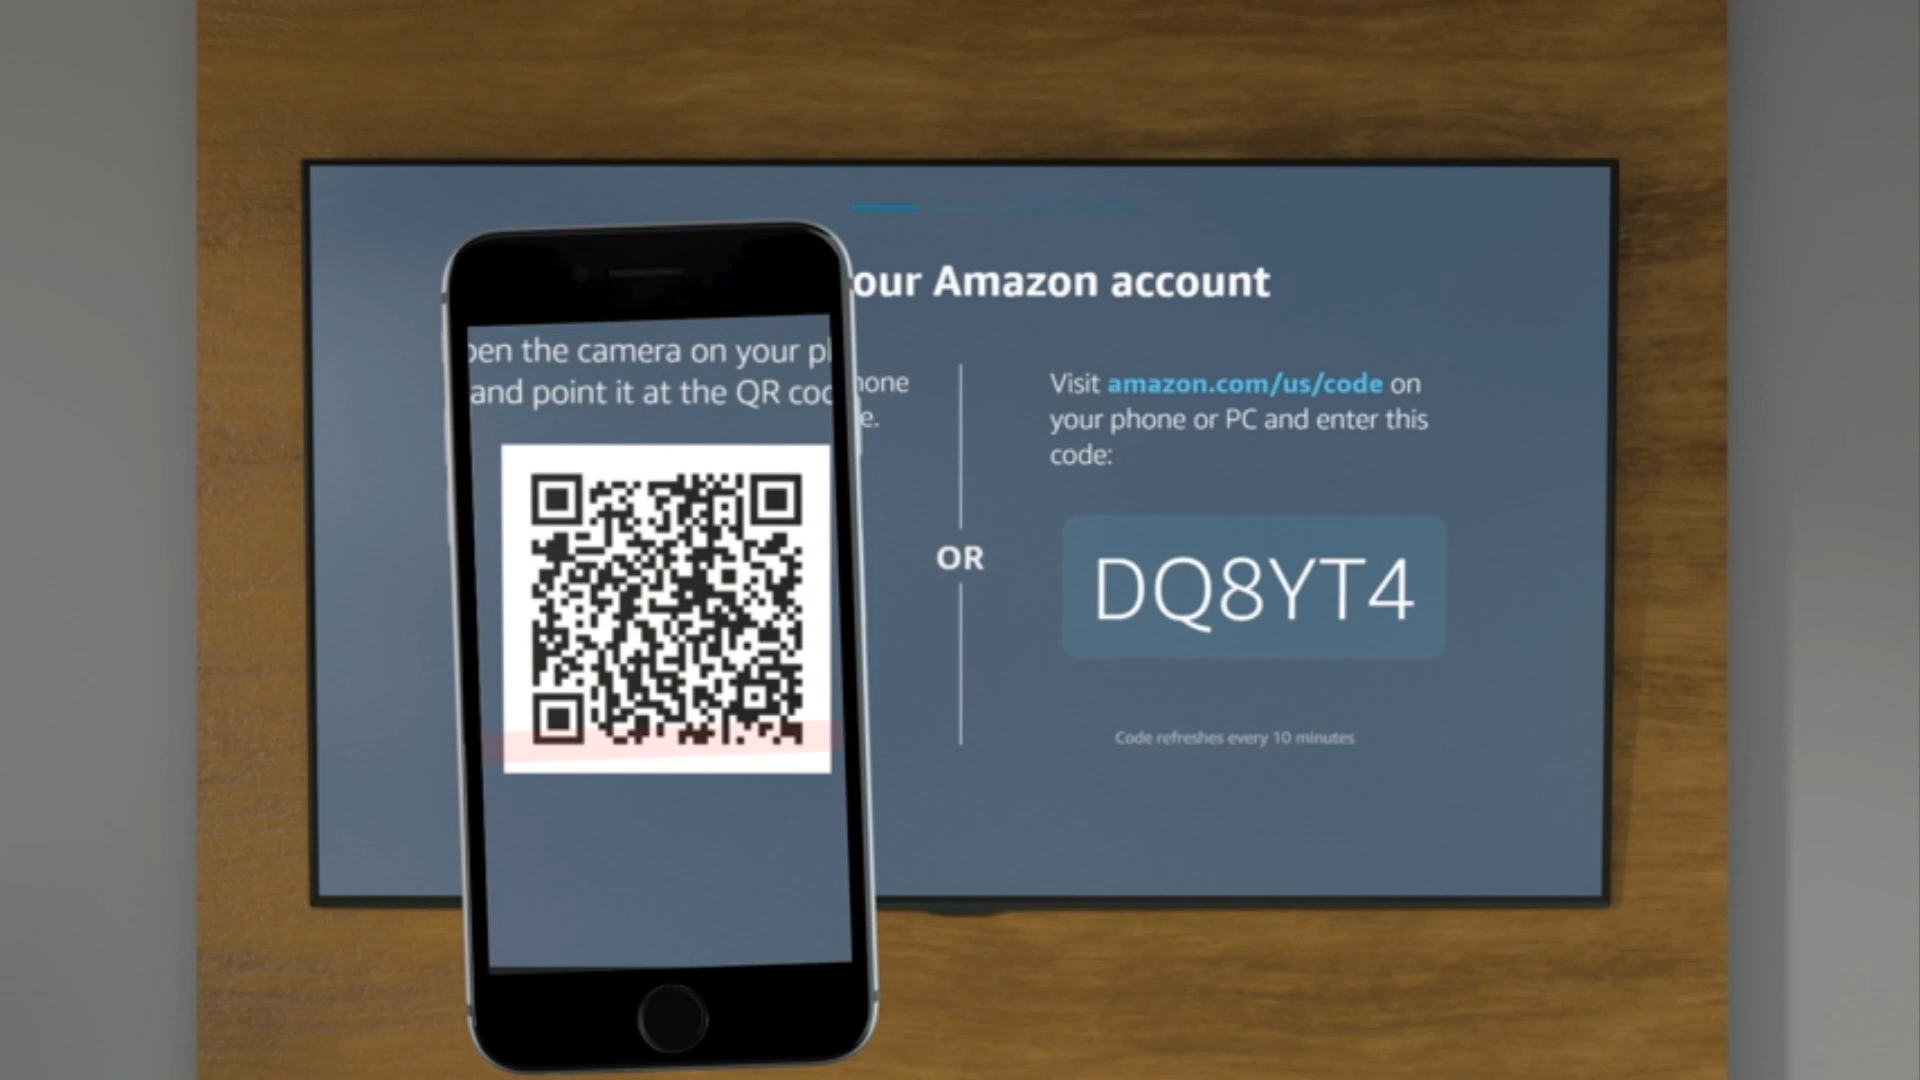 our Amazon account
pen the camera on your
and point it at the QR
hone
e.
OR
Visit amazon.com/us/code on
your phone or PC and enter this
code:
DQ8YT4
Code refreshes every 10 minutes